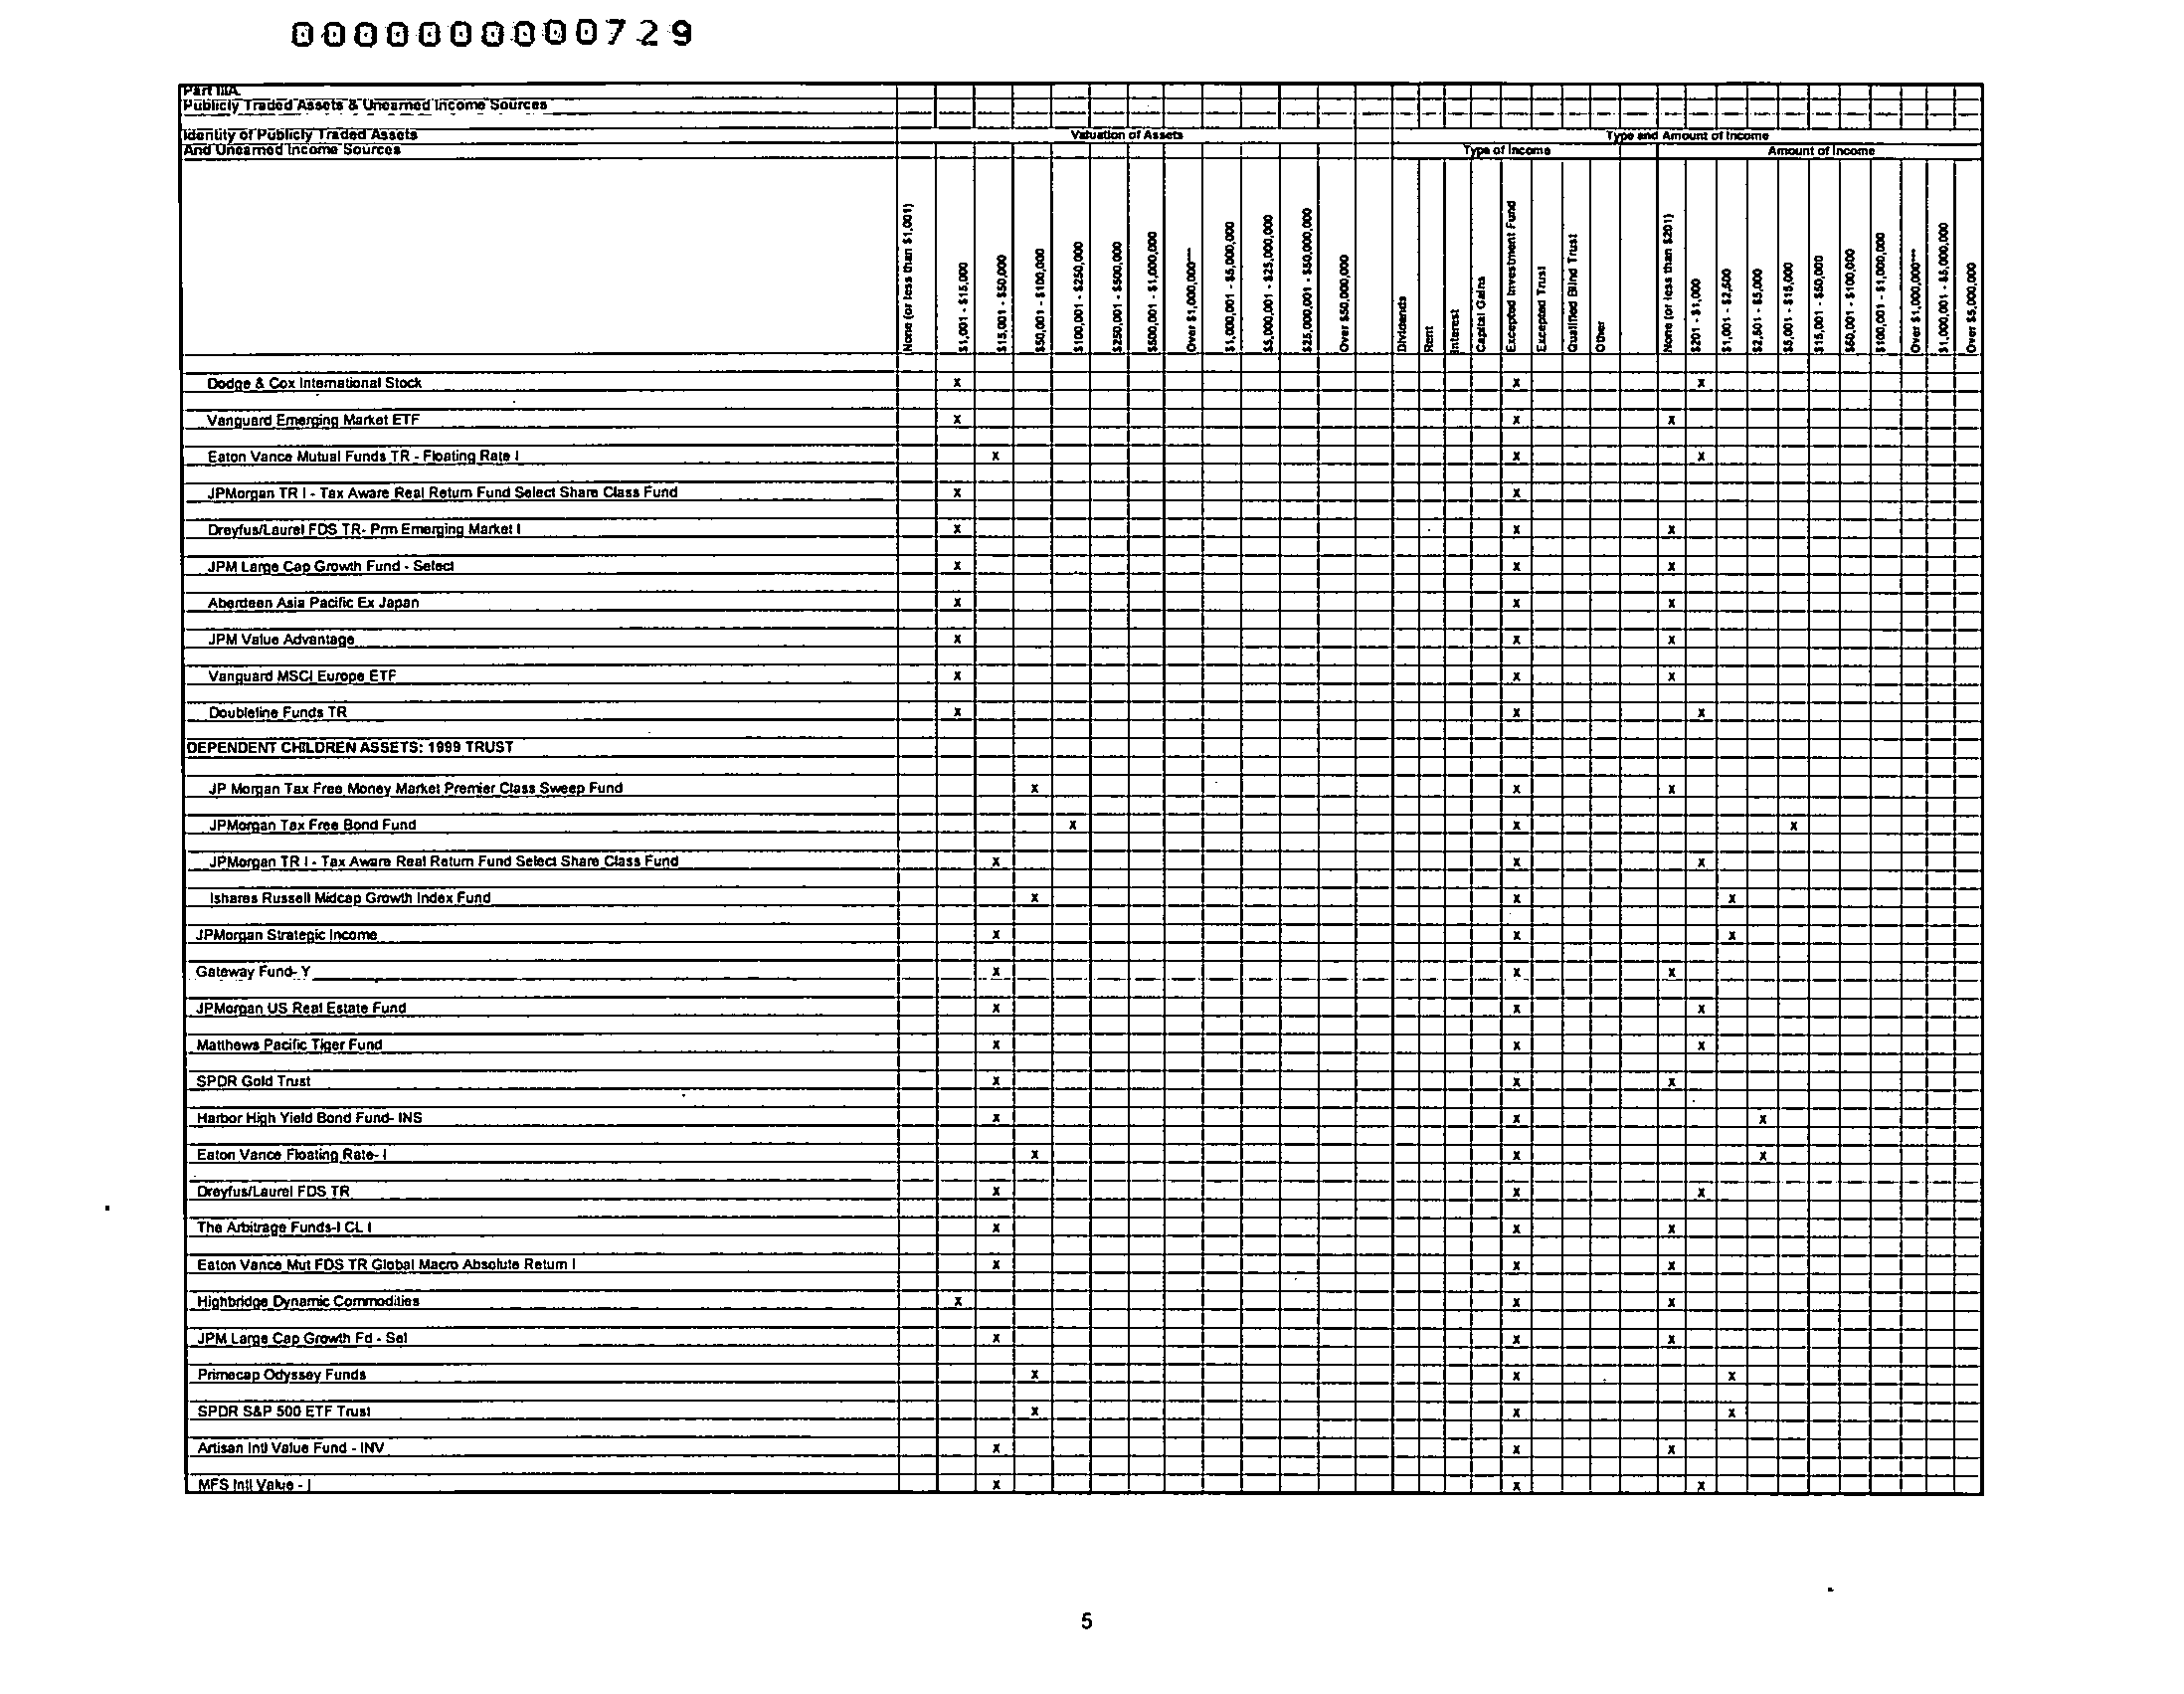 0000000000729
Part IIIA.
Publicly Traded Assets & Unearned Income Sources
Identity of Publicly Traded Assets
And Unearned Income Sources
Valuation of Assets
Type and Amount of Income
Type of Income
Amount of Income
None (or less than $1,001)
$1,001 - $15,000
$15,001 - $50,000
$50,001 - $100,000
$100,001 - $250,000
$250,001 - $500,000
$500,001 - $1,000,000
Over $1,000,000***
$1,000,001 - $5,000,000
$5,000,001 - $25,000,000
$25,000,001 - $50,000,000
Over $50,000,000
Dividends
Rent
Interest
Capital Gains
Excepted Investment Fund
Excepted Trust
Qualified Blind Trust
Other
None (or less than $201)
$201 - $1,000
$1,001 - $2,500
$2,501 - $5,000
$5,001 - $15,000
$15,001 - $50,000
$50,001 - $100,000
$100,001 - $1,000,000
Over $1,000,000***
$1,000,001 - $5,000,000
Over $5,000,000
Dodge & Cox International Stock x x x
Vanguard Emerging Market ETF x x x
Eaton Vance Mutual Funds TR - Floating Rate I x x x
JPMorgan TR I - Tax Aware Real Return Fund Select Share Class Fund x x
Dreyfus/Laurel FDS TR- Prm Emerging Market I x x x
JPM Large Cap Growth Fund - Select x x x
Aberdeen Asia Pacific Ex Japan x x x
JPM Value Advantage x x x
Vanguard MSCI Europe ETF x x x
Doubleline Funds TR x x x
DEPENDENT CHILDREN ASSETS: 1999 TRUST
JP Morgan Tax Free Money Market Premier Class Sweep Fund x x x
JPMorgan Tax Free Bond Fund x x x
JPMorgan TR I - Tax Aware Real Return Fund Select Share Class Fund x x x
Ishares Russell Midcap Growth Index Fund x x x
JPMorgan Strategic Income x x x
Gateway Fund- Y x x x
JPMorgan US Real Estate Fund x x x
Matthews Pacific Tiger Fund x x x
SPDR Gold Trust x x x
Harbor High Yield Bond Fund- INS x x x
Eaton Vance Floating Rate- I x x x
Dreyfus/Laurel FDS TR x x x
The Arbitrage Funds-I CL I x x x
Eaton Vance Mut FDS TR Global Macro Absolute Return I x x x
Highbridge Dynamic Commodities x x x
JPM Large Cap Growth Fd - Sel x x x
Primecap Odyssey Funds x x x
SPDR S&P 500 ETF Trust x x x
Artisan Intl Value Fund - INV x x x
MFS Intl Value - I x x x
5